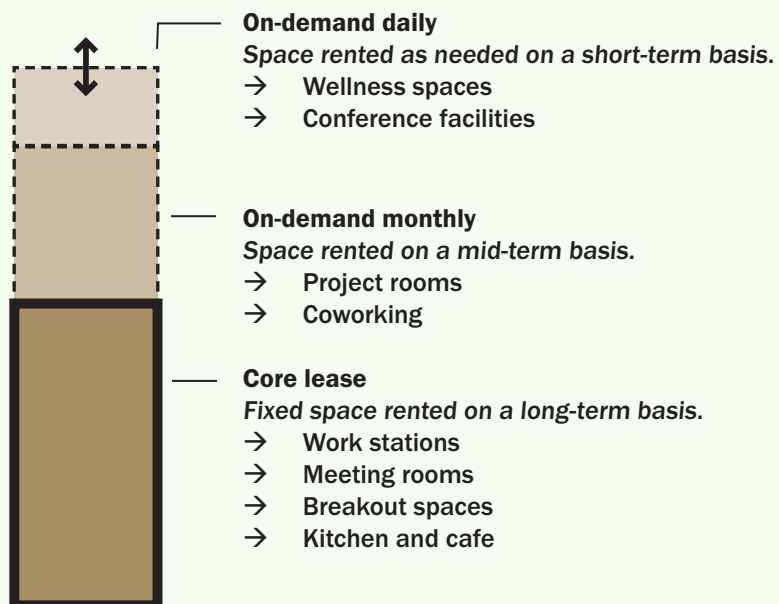 On-demand daily
Space rented as needed on a short-term basis.
→ Wellness spaces
→ Conference facilities
On-demand monthly
Space rented on a mid-term basis.
→ Project rooms
→ Coworking
Core lease
Fixed space rented on a long-term basis.
→ Work stations
→ Meeting rooms
→ Breakout spaces
→ Kitchen and cafe